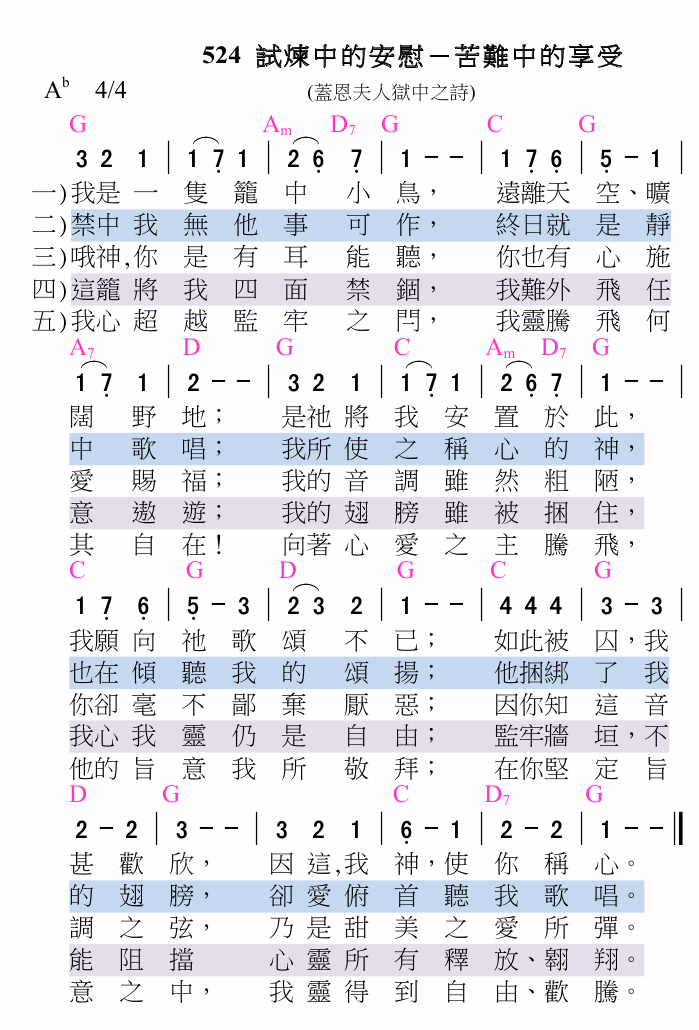 524 試煉中的安慰－苦難中的享受
A♭ 4/4 (蓋恩夫人獄中之詩)
G Am D7 G C G
3 2 1 | 1 7̣ 1 | 2 6̣ 7̣ | 1 － － | 1 7̣ 6̣ | 5̣ － 1 |
一)我是一隻籠中小鳥，遠離天空、曠
二)禁中我無他事可作，終日就是靜
三)哦神,你是有耳能聽，你也有心施
四)這籠將我四面禁錮，我難外飛任
五)我心超越監牢之閂，我靈騰飛何
A7 D G C Am D7 G
1 7̣ 1 | 2 － － | 3 2 1 | 1 7̣ 1 | 2 6̣ 7̣ | 1 － － |
闊野地；是祂將我安置於此，
中歌唱；我所使之稱心的神，
愛賜福；我的音調雖然粗陋，
意遨遊；我的翅膀雖被捆住，
其自在！向著心愛之主騰飛，
C G D G C G
1 7̣ 6̣ | 5̣ － 3 | 2 3 2 | 1 － － | 4 4 4 | 3 － 3 |
我願向祂歌頌不已；如此被囚，我
也在傾聽我的頌揚；他捆綁了我
你卻毫不鄙棄厭惡；因你知這音
我心我靈仍是自由；監牢牆垣，不
他的旨意我所敬拜；在你堅定旨
D G C D7 G
2 － 2 | 3 － － | 3 2 1 | 6̣ － 1 | 2 － 2 | 1 － － ‖
甚歡欣，因這,我神，使你稱心。
的翅膀，卻愛俯首聽我歌唱。
調之弦，乃是甜美之愛所彈。
能阻擋 心靈所有釋放、翱翔。
意之中，我靈得到自由、歡騰。